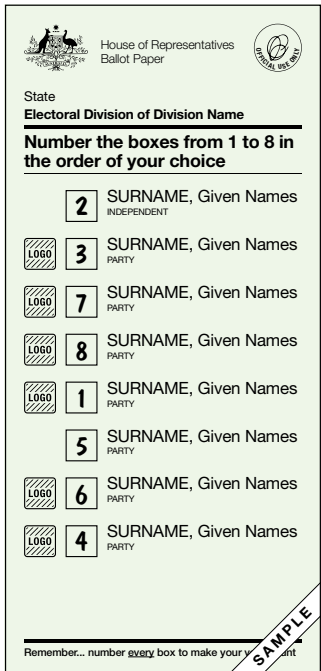 House of Representatives
Ballot Paper
OFFICIAL USE ONLY
State
Electoral Division of Division Name
Number the boxes from 1 to 8 in
the order of your choice
2 SURNAME, Given Names
INDEPENDENT
LOGO 3 SURNAME, Given Names
PARTY
LOGO 7 SURNAME, Given Names
PARTY
LOGO 8 SURNAME, Given Names
PARTY
LOGO 1 SURNAME, Given Names
PARTY
5 SURNAME, Given Names
PARTY
LOGO 6 SURNAME, Given Names
PARTY
LOGO 4 SURNAME, Given Names
PARTY
Remember... number every box to make your
SAMPLE